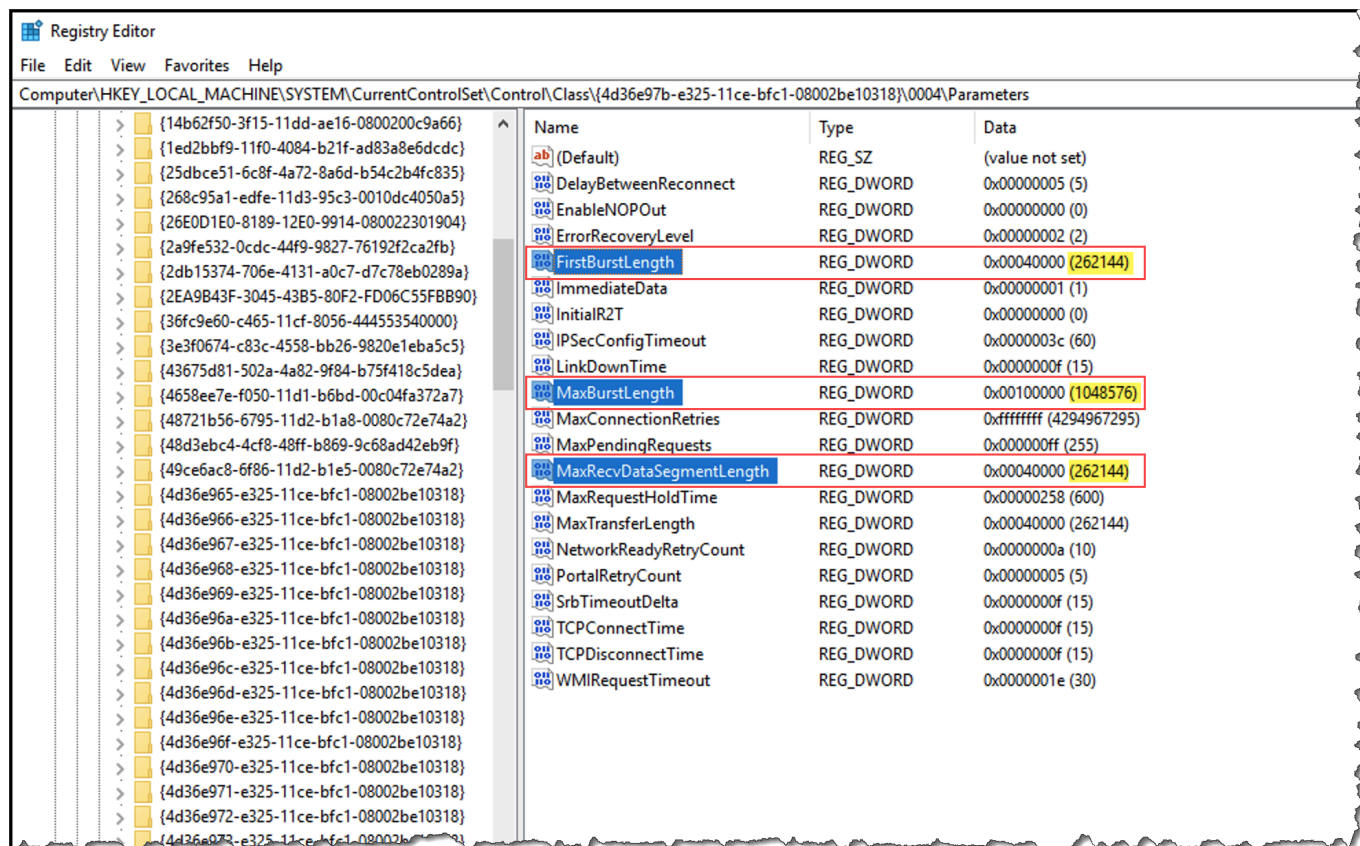 Registry Editor
File Edit View Favorites Help
Computer\HKEY_LOCAL_MACHINE\SYSTEM\CurrentControlSet\Control\Class\{4d36e97b-e325-11ce-bfc1-08002be10318}\0004\Parameters
{14b62f50-3f15-11dd-ae16-0800200c9a66}
{1ed2bbf9-11f0-4084-b21f-ad83a8e6dcdc}
{25dbce51-6c8f-4a72-8a6d-b54c2b4fc835}
{268c95a1-edfe-11d3-95c3-0010dc4050a5}
{26E0D1E0-8189-12E0-9914-080022301904}
{2a9fe532-0cdc-44f9-9827-76192f2ca2fb}
{2db15374-706e-4131-a0c7-d7c78eb0289a}
{2EA9B43F-3045-43B5-80F2-FD06C55FBB90}
{36fc9e60-c465-11cf-8056-444553540000}
{3e3f0674-c83c-4558-bb26-9820e1eba5c5}
{43675d81-502a-4a82-9f84-b75f418c5dea}
{4658ee7e-f050-11d1-b6bd-00c04fa372a7}
{48721b56-6795-11d2-b1a8-0080c72e74a2}
{48d3ebc4-4cf8-48ff-b869-9c68ad42eb9f}
{49ce6ac8-6f86-11d2-b1e5-0080c72e74a2}
{4d36e965-e325-11ce-bfc1-08002be10318}
{4d36e966-e325-11ce-bfc1-08002be10318}
{4d36e967-e325-11ce-bfc1-08002be10318}
{4d36e968-e325-11ce-bfc1-08002be10318}
{4d36e969-e325-11ce-bfc1-08002be10318}
{4d36e96a-e325-11ce-bfc1-08002be10318}
{4d36e96b-e325-11ce-bfc1-08002be10318}
{4d36e96c-e325-11ce-bfc1-08002be10318}
{4d36e96d-e325-11ce-bfc1-08002be10318}
{4d36e96e-e325-11ce-bfc1-08002be10318}
{4d36e96f-e325-11ce-bfc1-08002be10318}
{4d36e970-e325-11ce-bfc1-08002be10318}
{4d36e971-e325-11ce-bfc1-08002be10318}
{4d36e972-e325-11ce-bfc1-08002be10318}
Name Type Data
(Default) REG_SZ (value not set)
DelayBetweenReconnect REG_DWORD 0x00000005 (5)
EnableNOPOut REG_DWORD 0x00000000 (0)
ErrorRecoveryLevel REG_DWORD 0x00000002 (2)
FirstBurstLength REG_DWORD 0x00040000 (262144)
ImmediateData REG_DWORD 0x00000001 (1)
InitialR2T REG_DWORD 0x00000000 (0)
IPSecConfigTimeout REG_DWORD 0x0000003c (60)
LinkDownTime REG_DWORD 0x0000000f (15)
MaxBurstLength REG_DWORD 0x00100000 (1048576)
MaxConnectionRetries REG_DWORD 0xffffffff (4294967295)
MaxPendingRequests REG_DWORD 0x000000ff (255)
MaxRecvDataSegmentLength REG_DWORD 0x00040000 (262144)
MaxRequestHoldTime REG_DWORD 0x00000258 (600)
MaxTransferLength REG_DWORD 0x00040000 (262144)
NetworkReadyRetryCount REG_DWORD 0x0000000a (10)
PortalRetryCount REG_DWORD 0x00000005 (5)
SrbTimeoutDelta REG_DWORD 0x0000000f (15)
TCPConnectTime REG_DWORD 0x0000000f (15)
TCPDisconnectTime REG_DWORD 0x0000000f (15)
WMIRequestTimeout REG_DWORD 0x0000001e (30)